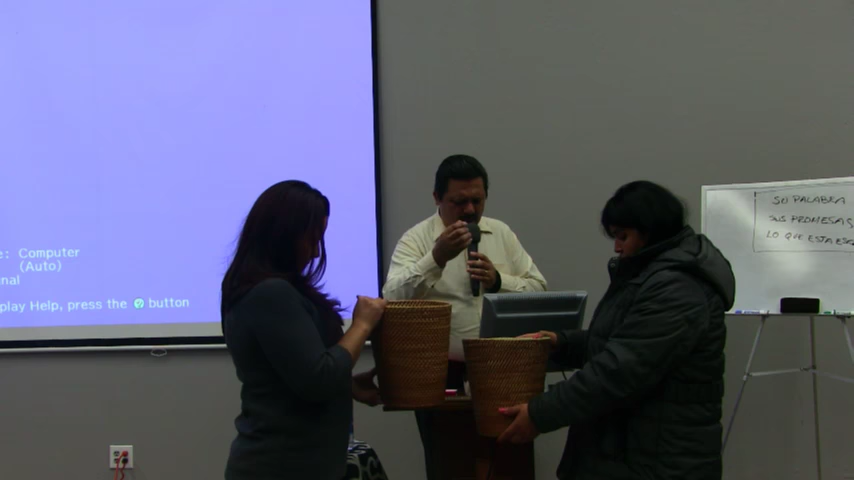 e: Computer
(Auto)
nal
play Help, press the ? button
SU PALABRA
SUS PROMESAS
LO QUE ESTA ESC